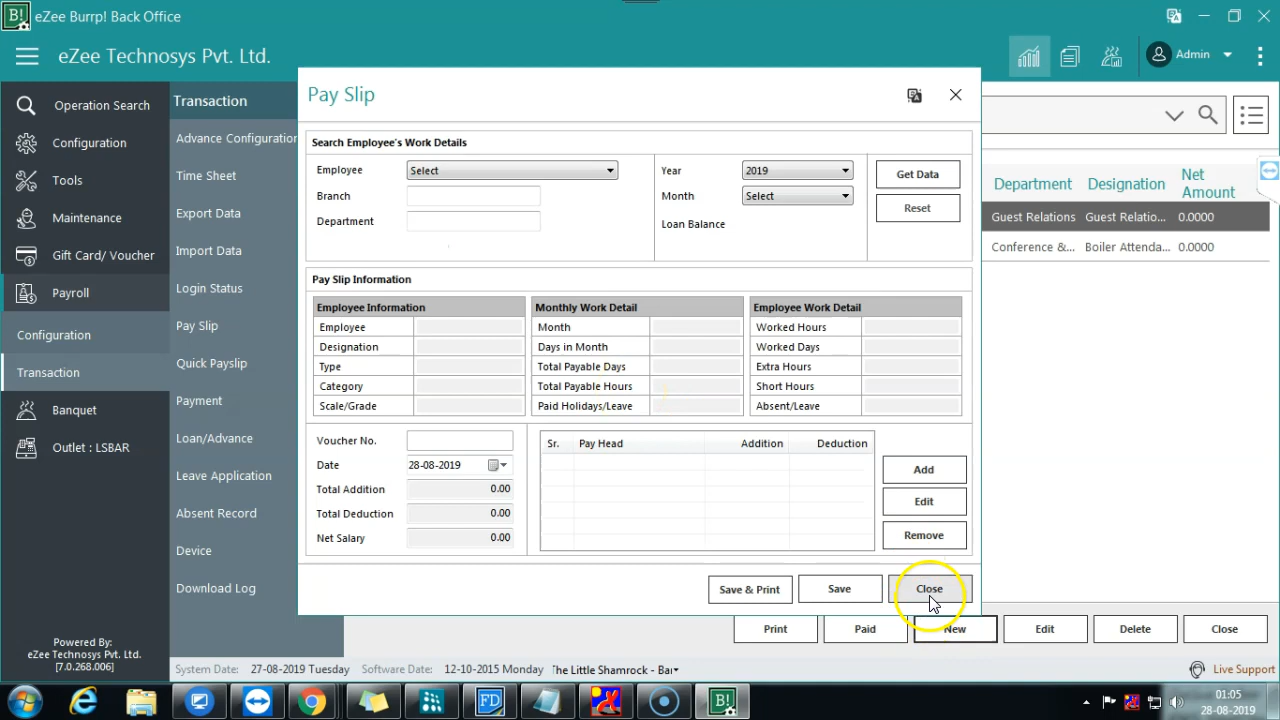 eZee Burrp! Back Office
eZee Technosys Pvt. Ltd.
Admin
Operation Search
Configuration
Tools
Maintenance
Gift Card/ Voucher
Payroll
Configuration
Transaction
Banquet
Outlet : LSBAR
Powered By:
eZee Technosys Pvt. Ltd.
[7.0.268.006]
Transaction
Advance Configuration
Time Sheet
Export Data
Import Data
Login Status
Pay Slip
Quick Payslip
Payment
Loan/Advance
Leave Application
Absent Record
Device
Download Log
Pay Slip
Search Employee's Work Details
Employee Select
Branch
Department
Year 2019
Month Select
Loan Balance
Get Data
Reset
Pay Slip Information
Employee Information
Employee
Designation
Type
Category
Scale/Grade
Monthly Work Detail
Month
Days in Month
Total Payable Days
Total Payable Hours
Paid Holidays/Leave
Employee Work Detail
Worked Hours
Worked Days
Extra Hours
Short Hours
Absent/Leave
Voucher No.
Date 28-08-2019
Total Addition 0.00
Total Deduction 0.00
Net Salary 0.00
Sr. Pay Head Addition Deduction
Add
Edit
Remove
Save & Print Save Close
Department Designation Net Amount
Guest Relations Guest Relatio... 0.0000
Conference &... Boiler Attenda... 0.0000
Print Paid New Edit Delete Close
System Date: 27-08-2019 Tuesday Software Date: 12-10-2015 Monday The Little Shamrock - Bar
Live Support
01:05
28-08-2019